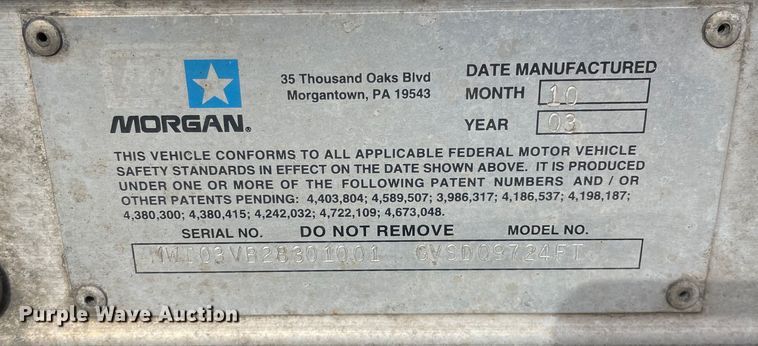 MORGAN®
35 Thousand Oaks Blvd
Morgantown, PA 19543
DATE MANUFACTURED
MONTH 10
YEAR 03
THIS VEHICLE CONFORMS TO ALL APPLICABLE FEDERAL MOTOR VEHICLE
SAFETY STANDARDS IN EFFECT ON THE DATE SHOWN ABOVE. IT IS PRODUCED
UNDER ONE OR MORE OF THE FOLLOWING PATENT NUMBERS AND / OR
OTHER PATENTS PENDING: 4,403,804; 4,589,507; 3,986,317; 4,186,537; 4,198,187;
4,380,300; 4,380,415; 4,242,032; 4,722,109; 4,673,048.
SERIAL NO. DO NOT REMOVE MODEL NO.
MWI03VB28301001 GVSDO9724FT
Purple Wave Auction